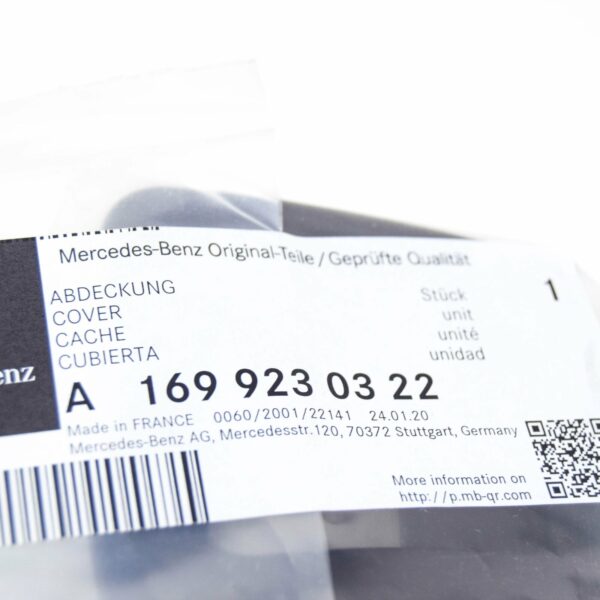 Mercedes-Benz Original-Teile / Geprüfte Qualität
ABDECKUNG Stück 1
COVER unit
CACHE unité
CUBIERTA unidad
enz
A 169 923 03 22
Made in FRANCE 0060/2001/22141 24.01.20
Mercedes-Benz AG, Mercedesstr.120, 70372 Stuttgart, Germany
More information on
http://p.mb-qr.com